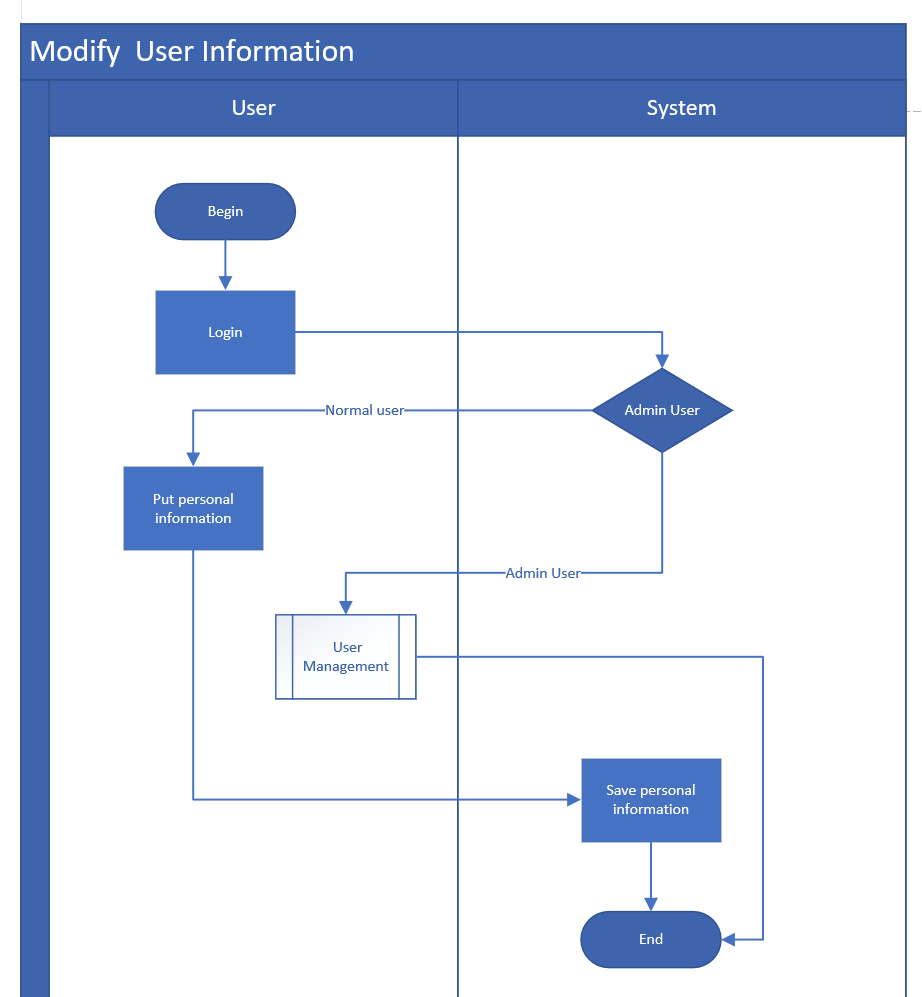 Modify  User Information
User
System
Begin
Login
Admin User
Normal user
Put personal
information
Admin User
User
Management
Save personal
information
End